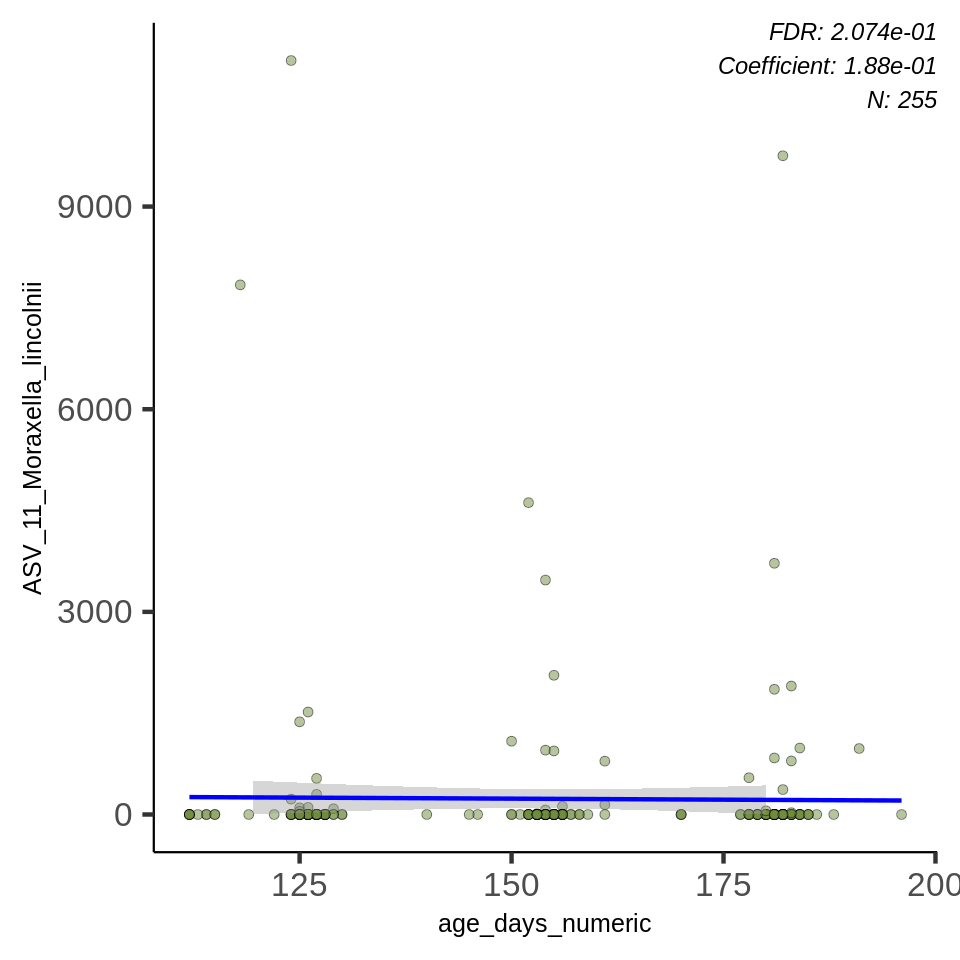 FDR: 2.074e-01
Coefficient: 1.88e-01
N: 255
9000
6000
3000
0
ASV_11_Moraxella_lincolnii
125 150 175 200
age_days_numeric